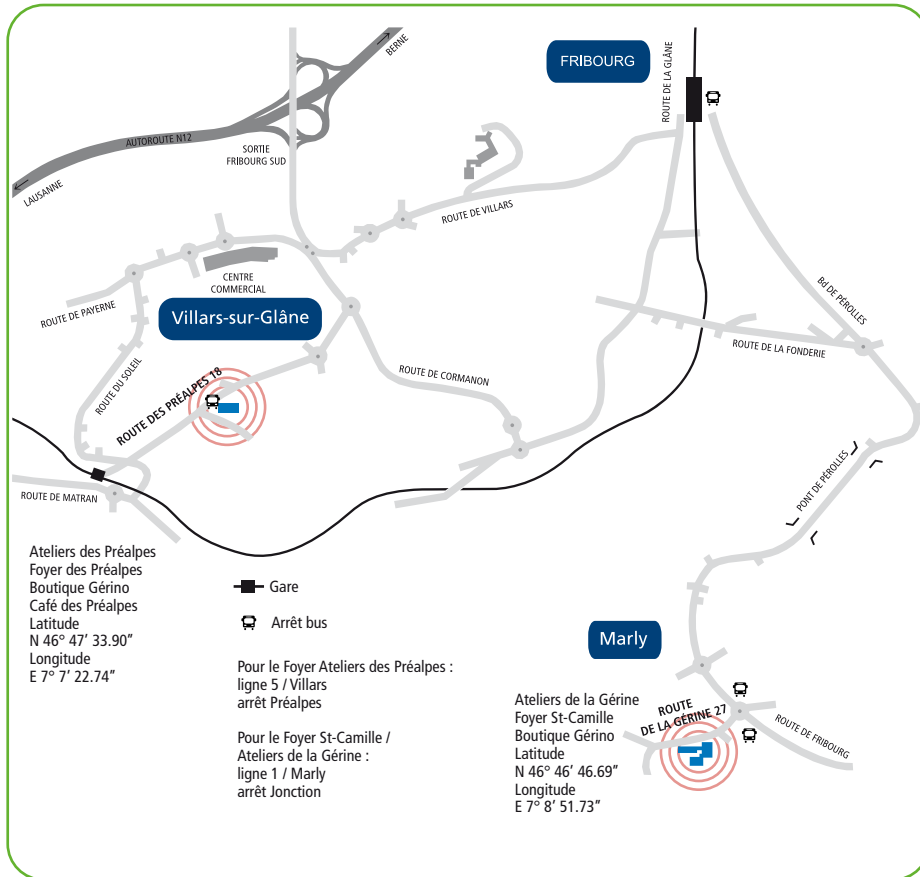 BERNE
FRIBOURG
ROUTE DE LA GLÂNE
AUTOROUTE N12
SORTIE
FRIBOURG SUD
LAUSANNE
ROUTE DE VILLARS
CENTRE
COMMERCIAL
ROUTE DE PAYERNE
Villars-sur-Glâne
Bd DE PÉROLLES
ROUTE DE LA FONDERIE
ROUTE DU SOLEIL
ROUTE DES PRÉALPES 18
ROUTE DE CORMANON
PONT DE PÉROLLES
ROUTE DE MATRAN
Ateliers des Préalpes
Foyer des Préalpes
Boutique Gérino
Café des Préalpes
Latitude
N 46° 47’ 33.90’’
Longitude
E 7° 7’ 22.74’’
Gare
Arrêt bus
Pour le Foyer Ateliers des Préalpes :
ligne 5 / Villars
arrêt Préalpes
Pour le Foyer St-Camille /
Ateliers de la Gérine :
ligne 1 / Marly
arrêt Jonction
Marly
Ateliers de la Gérine
Foyer St-Camille
Boutique Gérino
Latitude
N 46° 46’ 46.69’’
Longitude
E 7° 8’ 51.73’’
ROUTE
DE LA GÉRINE 27
ROUTE DE FRIBOURG